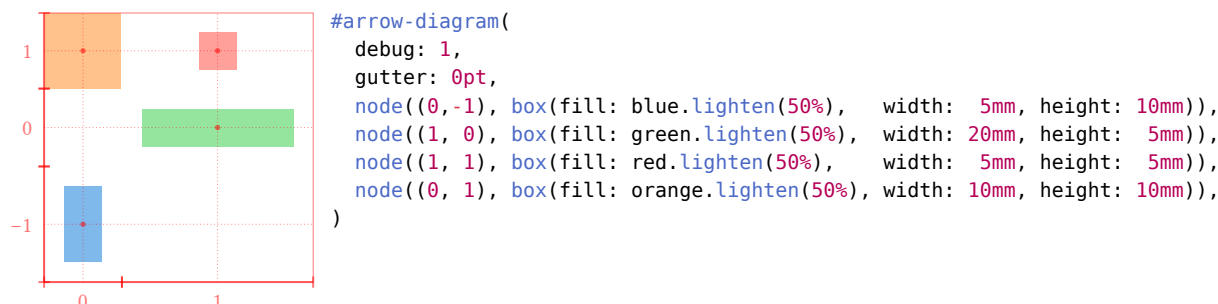 1
0
−1
0 1
#arrow-diagram(
  debug: 1,
  gutter: 0pt,
  node((0,-1), box(fill: blue.lighten(50%),   width:  5mm, height: 10mm)),
  node((1, 0), box(fill: green.lighten(50%),  width: 20mm, height:  5mm)),
  node((1, 1), box(fill: red.lighten(50%),    width:  5mm, height:  5mm)),
  node((0, 1), box(fill: orange.lighten(50%), width: 10mm, height: 10mm)),
)